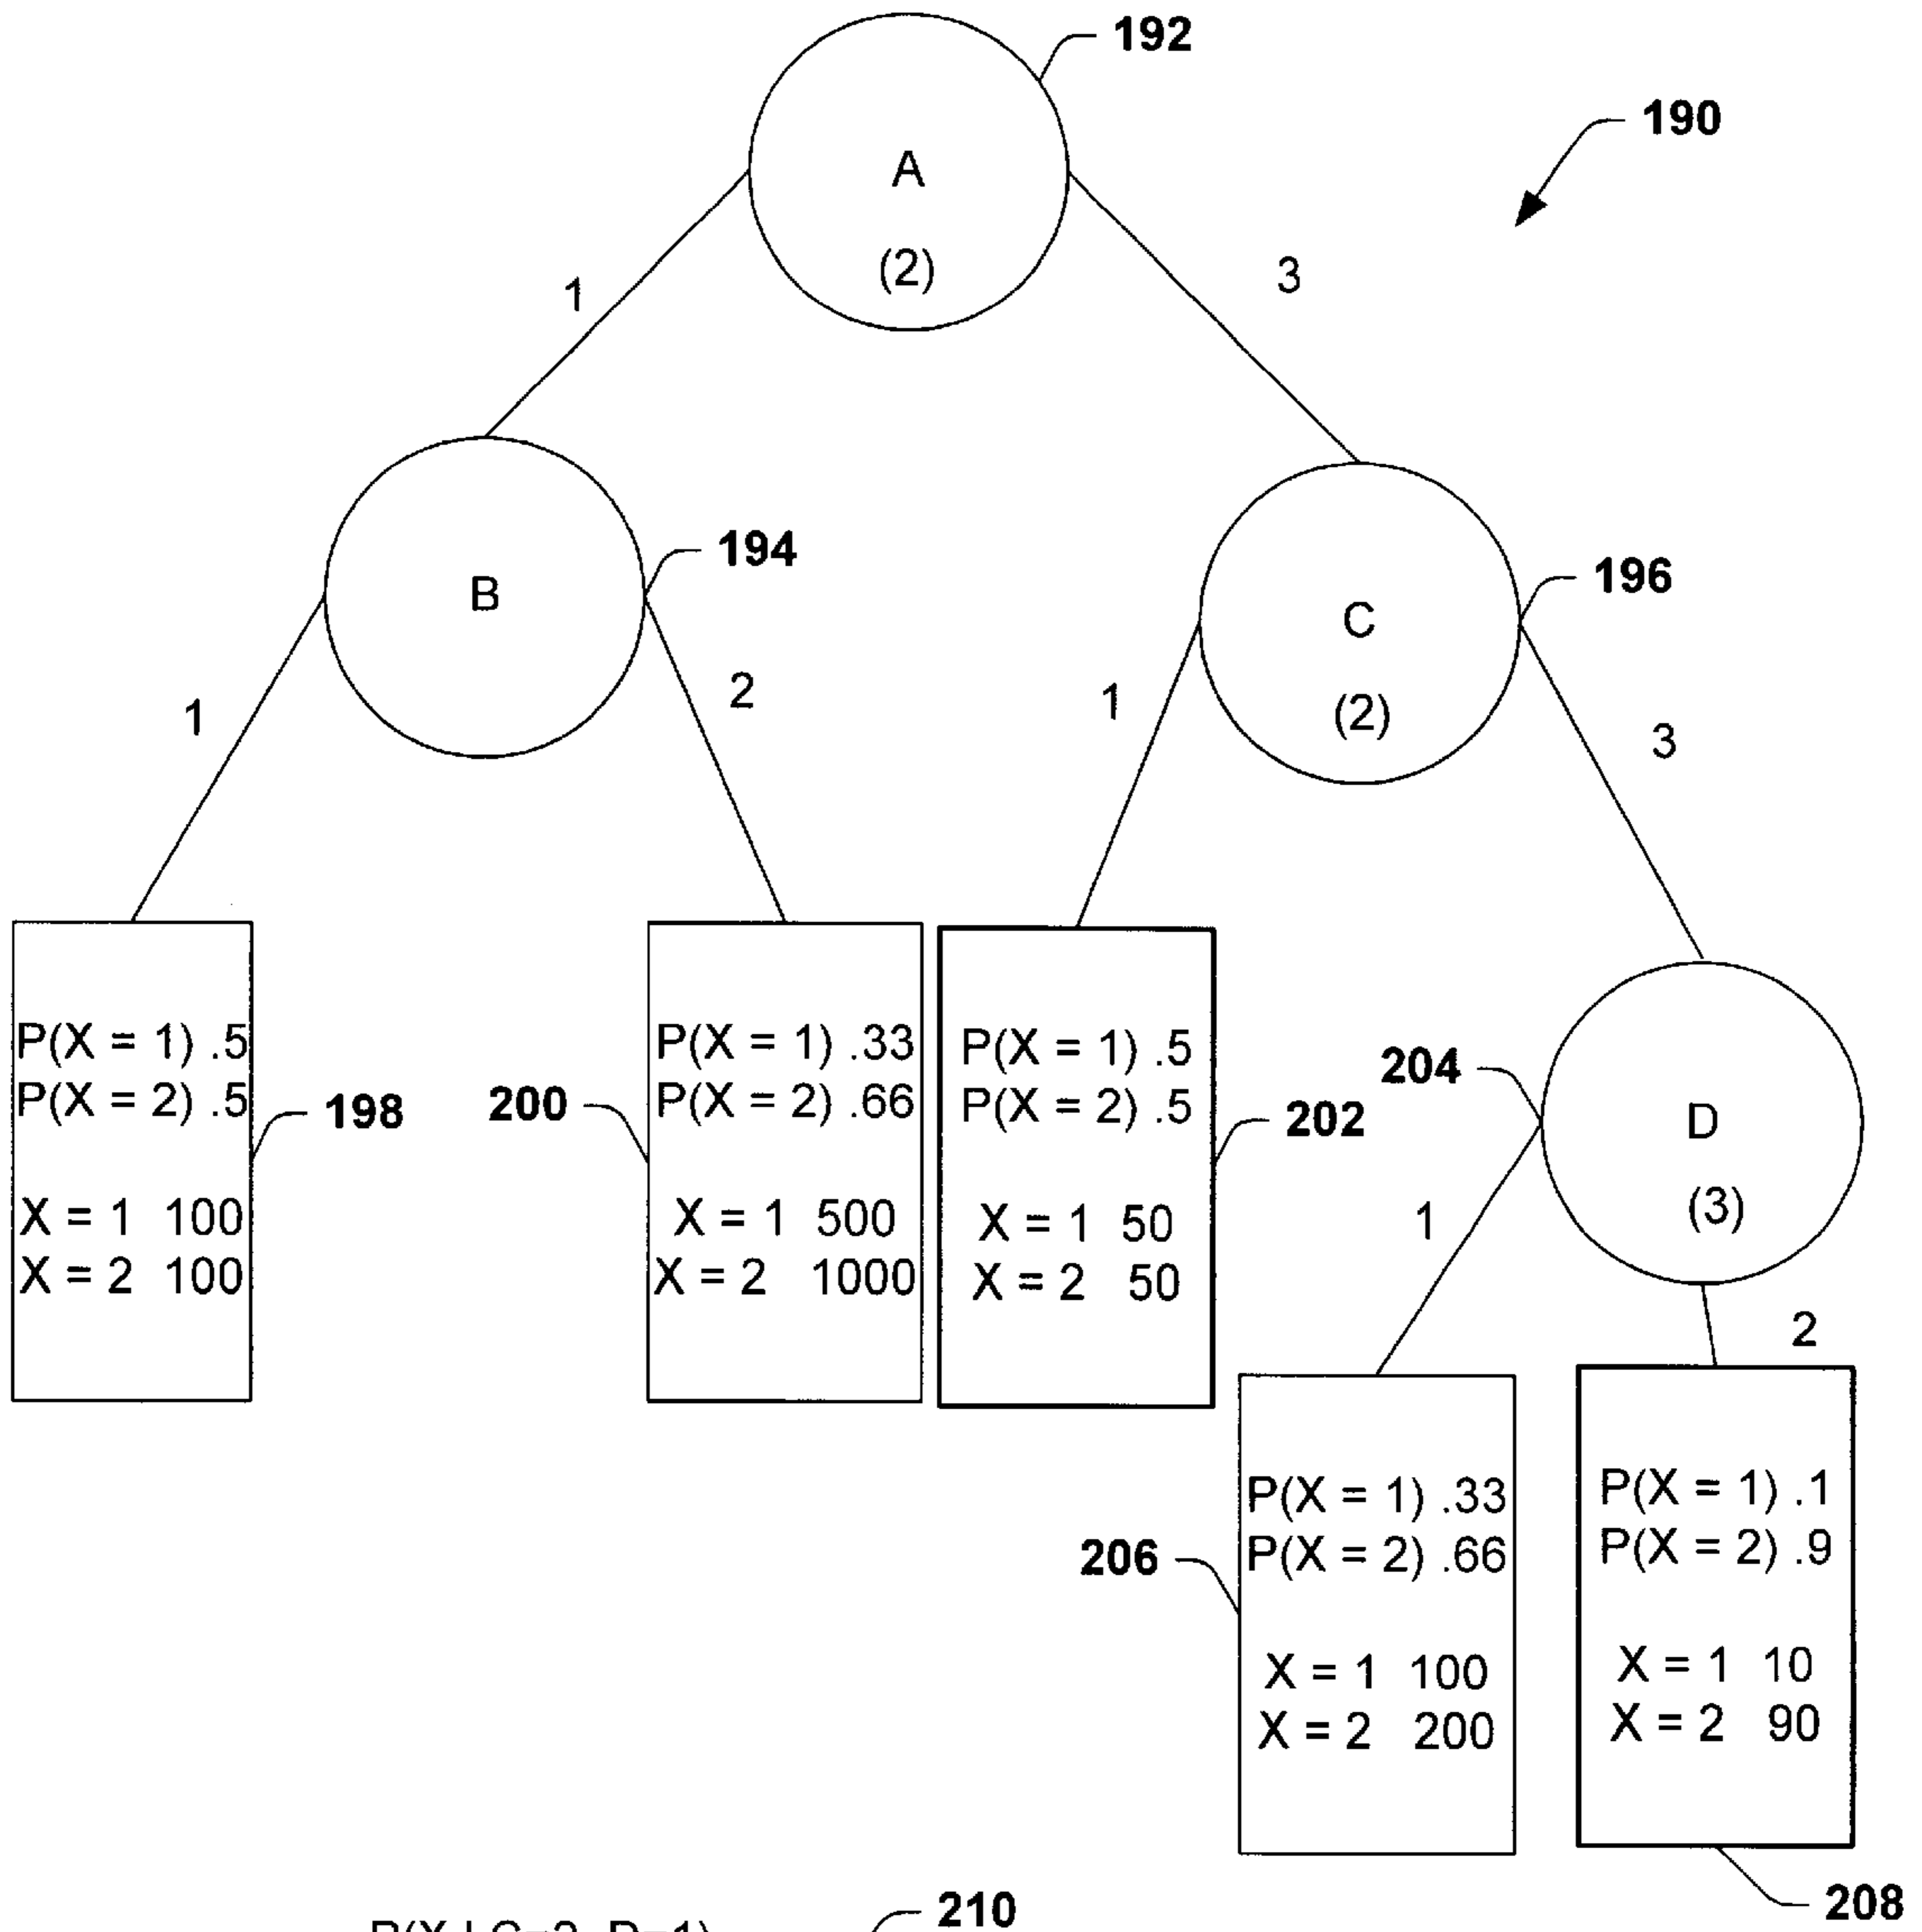 192
190
A
(2)
1
3
194
196
B
C
(2)
1
2
1
3
P(X = 1) .5
P(X = 2) .5
X = 1 100
X = 2 100
198
200
P(X = 1) .33
P(X = 2) .66
X = 1 500
X = 2 1000
P(X = 1) .5
P(X = 2) .5
X = 1 50
X = 2 50
202
204
D
(3)
1
2
206
P(X = 1) .33
P(X = 2) .66
X = 1 100
X = 2 200
P(X = 1) .1
P(X = 2) .9
X = 1 10
X = 2 90
208
210